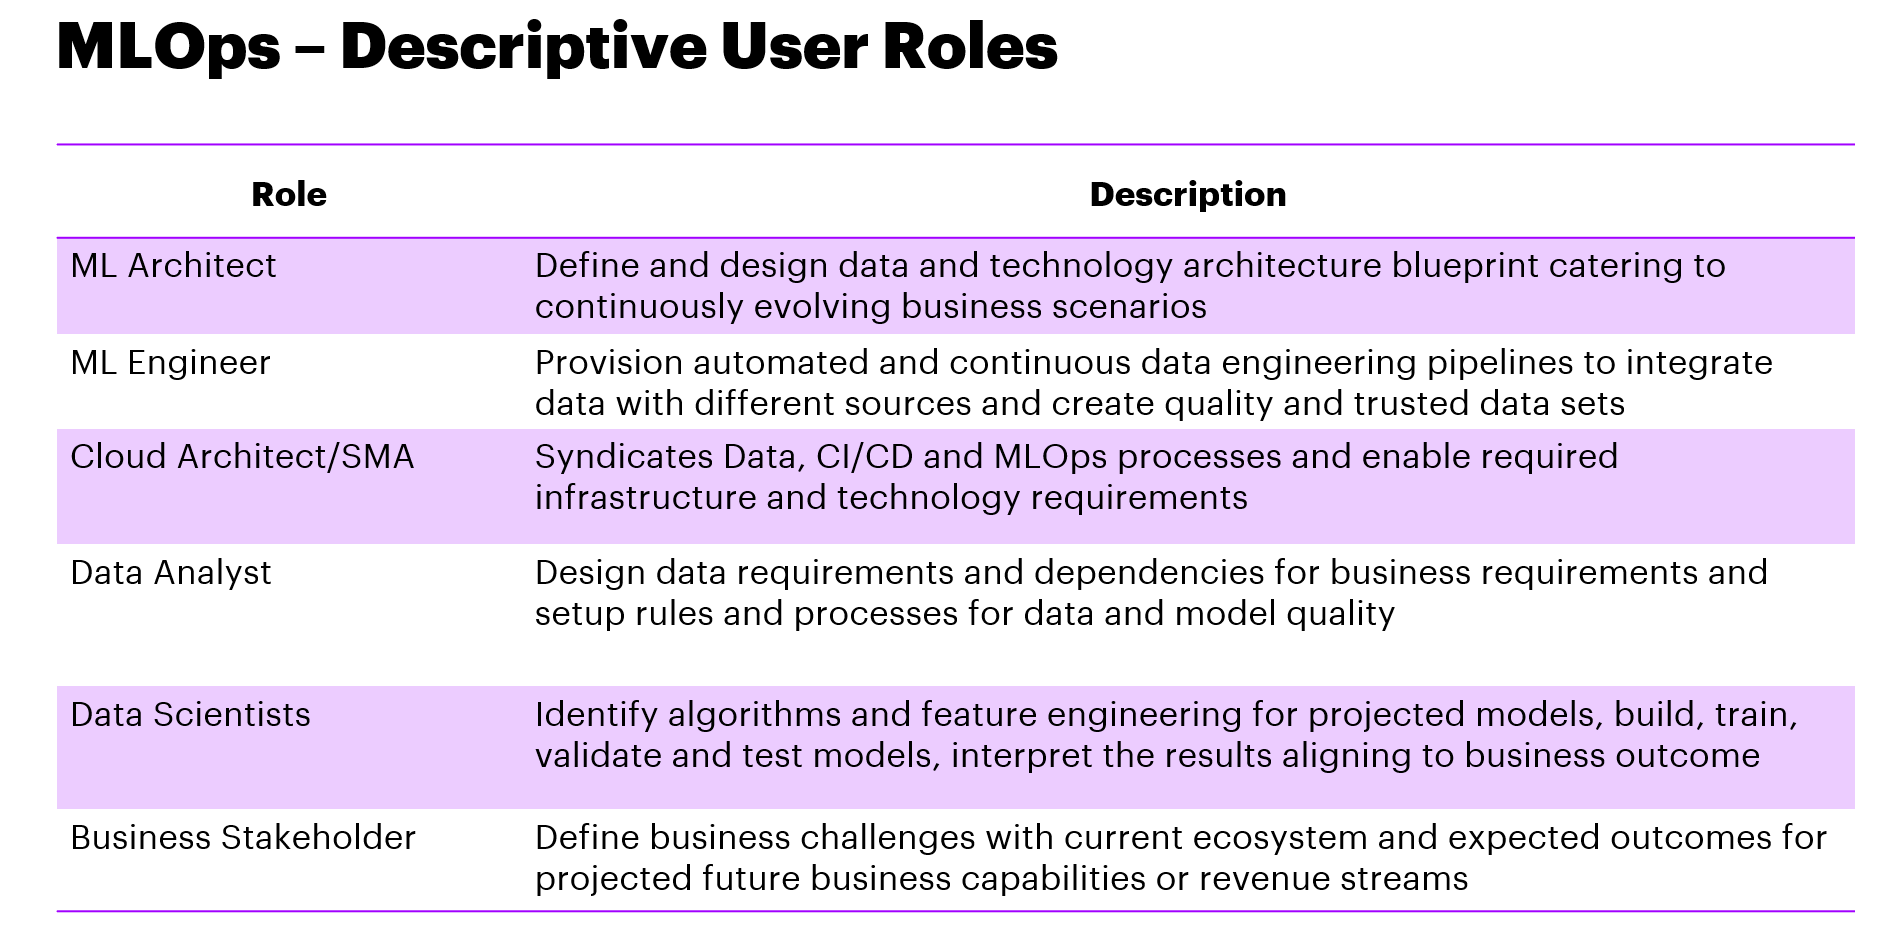 MLOps – Descriptive User Roles
Role
Description
ML Architect
Define and design data and technology architecture blueprint catering to
continuously evolving business scenarios
ML Engineer
Provision automated and continuous data engineering pipelines to integrate
data with different sources and create quality and trusted data sets
Cloud Architect/SMA
Syndicates Data, CI/CD and MLOps processes and enable required
infrastructure and technology requirements
Data Analyst
Design data requirements and dependencies for business requirements and
setup rules and processes for data and model quality
Data Scientists
Identify algorithms and feature engineering for projected models, build, train,
validate and test models, interpret the results aligning to business outcome
Business Stakeholder
Define business challenges with current ecosystem and expected outcomes for
projected future business capabilities or revenue streams